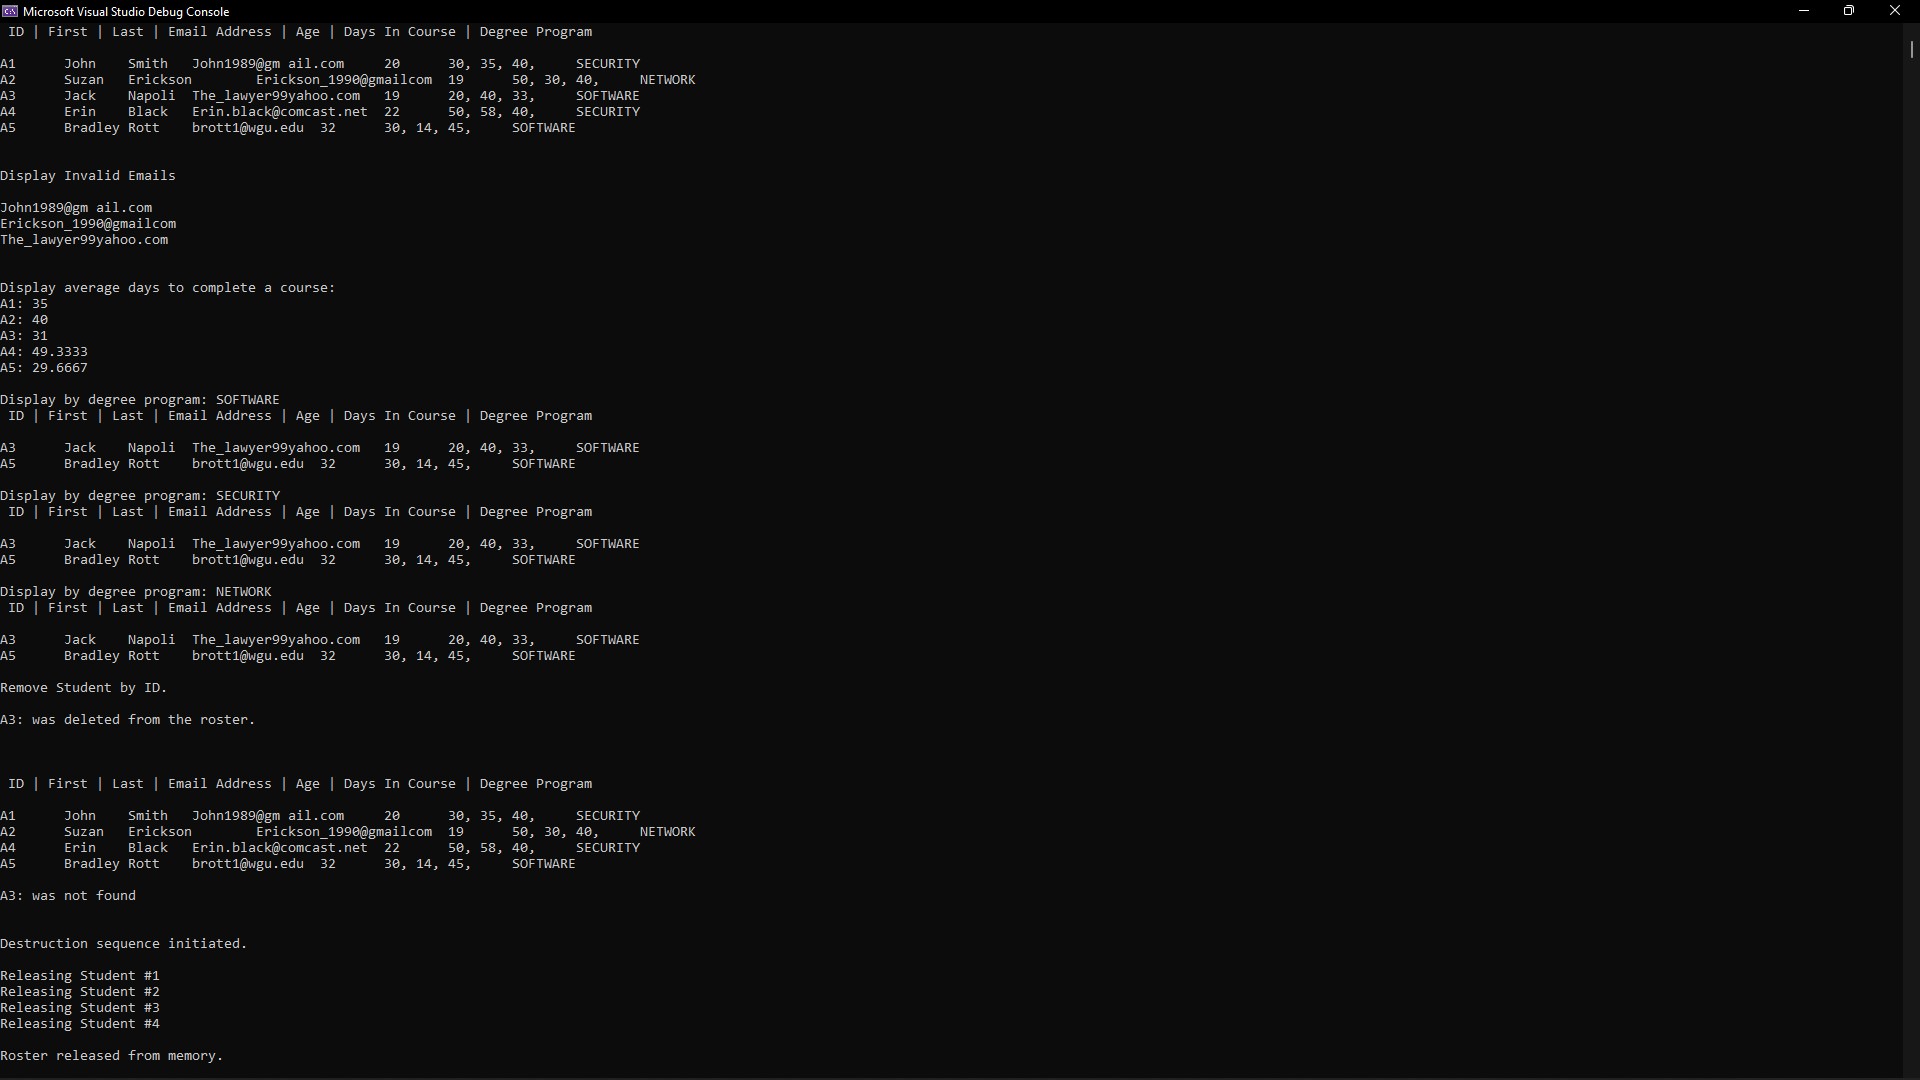 Microsoft Visual Studio Debug Console
ID | First | Last | Email Address | Age | Days In Course | Degree Program
A1 John Smith John1989@gm ail.com 20 30, 35, 40, SECURITY
A2 Suzan Erickson Erickson_1990@gmailcom 19 50, 30, 40, NETWORK
A3 Jack Napoli The_lawyer99yahoo.com 19 20, 40, 33, SOFTWARE
A4 Erin Black Erin.black@comcast.net 22 50, 58, 40, SECURITY
A5 Bradley Rott brott1@wgu.edu 32 30, 14, 45, SOFTWARE
Display Invalid Emails
John1989@gm ail.com
Erickson_1990@gmailcom
The_lawyer99yahoo.com
Display average days to complete a course:
A1: 35
A2: 40
A3: 31
A4: 49.3333
A5: 29.6667
Display by degree program: SOFTWARE
ID | First | Last | Email Address | Age | Days In Course | Degree Program
A3 Jack Napoli The_lawyer99yahoo.com 19 20, 40, 33, SOFTWARE
A5 Bradley Rott brott1@wgu.edu 32 30, 14, 45, SOFTWARE
Display by degree program: SECURITY
ID | First | Last | Email Address | Age | Days In Course | Degree Program
A3 Jack Napoli The_lawyer99yahoo.com 19 20, 40, 33, SOFTWARE
A5 Bradley Rott brott1@wgu.edu 32 30, 14, 45, SOFTWARE
Display by degree program: NETWORK
ID | First | Last | Email Address | Age | Days In Course | Degree Program
A3 Jack Napoli The_lawyer99yahoo.com 19 20, 40, 33, SOFTWARE
A5 Bradley Rott brott1@wgu.edu 32 30, 14, 45, SOFTWARE
Remove Student by ID.
A3: was deleted from the roster.
ID | First | Last | Email Address | Age | Days In Course | Degree Program
A1 John Smith John1989@gm ail.com 20 30, 35, 40, SECURITY
A2 Suzan Erickson Erickson_1990@gmailcom 19 50, 30, 40, NETWORK
A4 Erin Black Erin.black@comcast.net 22 50, 58, 40, SECURITY
A5 Bradley Rott brott1@wgu.edu 32 30, 14, 45, SOFTWARE
A3: was not found
Destruction sequence initiated.
Releasing Student #1
Releasing Student #2
Releasing Student #3
Releasing Student #4
Roster released from memory.